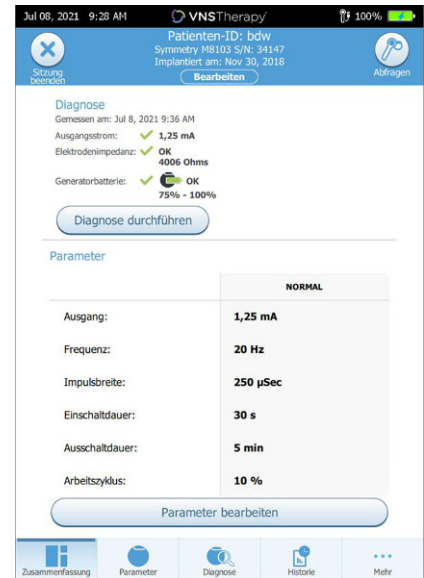 Jul 08, 2021 9:28 AM VNSTherapy 100%
Patienten-ID: bdw
Symmetry M8103 S/N: 34147
Implantiert am: Nov 30, 2018
Bearbeiten
Sitzung
beenden
Abfragen
Diagnose
Gemessen am: Jul 8, 2021 9:36 AM
Ausgangsstrom: 1,25 mA
Elektrodenimpedanz: OK
4006 Ohms
Generatorbatterie: OK
75% - 100%
Diagnose durchführen
Parameter
NORMAL
Ausgang: 1,25 mA
Frequenz: 20 Hz
Impulsbreite: 250 µSec
Einschaltdauer: 30 s
Ausschaltdauer: 5 min
Arbeitszyklus: 10 %
Parameter bearbeiten
Zusammenfassung Parameter Diagnose Historie Mehr